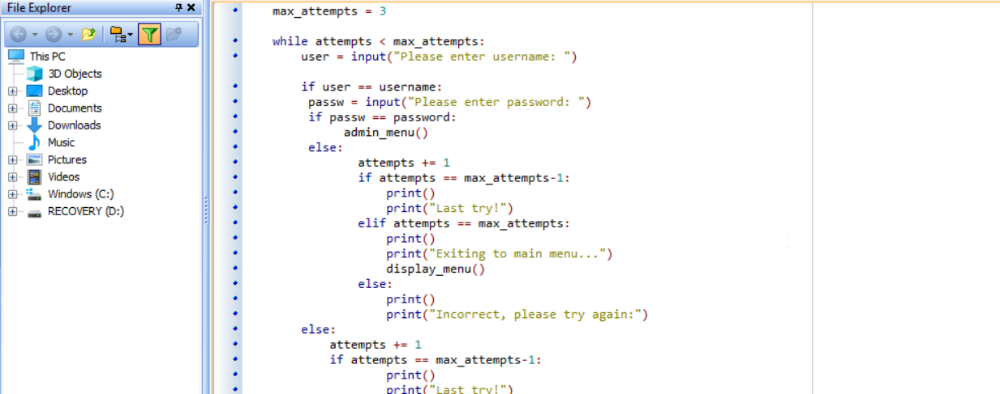 File Explorer
This PC
3D Objects
Desktop
Documents
Downloads
Music
Pictures
Videos
Windows (C:)
RECOVERY (D:)
max_attempts = 3
while attempts < max_attempts:
user = input("Please enter username: ")
if user == username:
passw = input("Please enter password: ")
if passw == password:
admin_menu()
else:
attempts += 1
if attempts == max_attempts-1:
print()
print("Last try!")
elif attempts == max_attempts:
print()
print("Exiting to main menu...")
display_menu()
else:
print()
print("Incorrect, please try again:")
else:
attempts += 1
if attempts == max_attempts-1:
print()
print("Last try!")